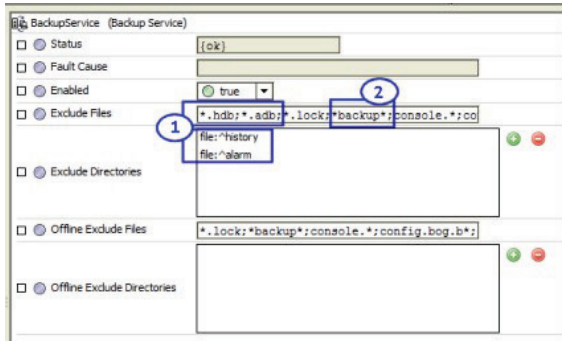 BackupService (Backup Service)
Status {ok}
Fault Cause
Enabled true
2
Exclude Files *.hdb;*.adb;*.lock;*backup*;console.*;co
1
file:^history
file:^alarm
Exclude Directories
Offline Exclude Files *.lock;*backup*;console.*;config.bog.b*;
Offline Exclude Directories